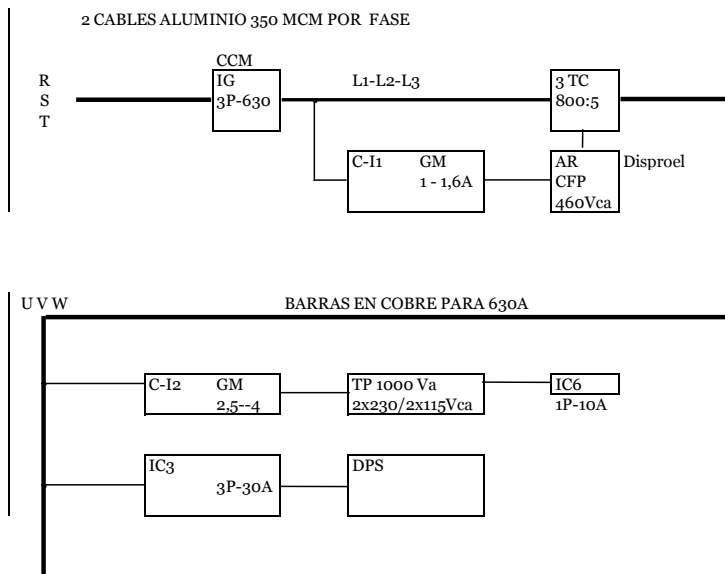 2 CABLES ALUMINIO 350 MCM POR FASE
CCM
R
S
T
IG
3P-630
L1-L2-L3
3 TC
800:5
C-I1 GM
1 - 1,6A
AR
CFP
460Vca
Disproel
U V W
BARRAS EN COBRE PARA 630A
C-I2 GM
2,5--4
TP 1000 Va
2x230/2x115Vca
IC6
1P-10A
IC3
3P-30A
DPS